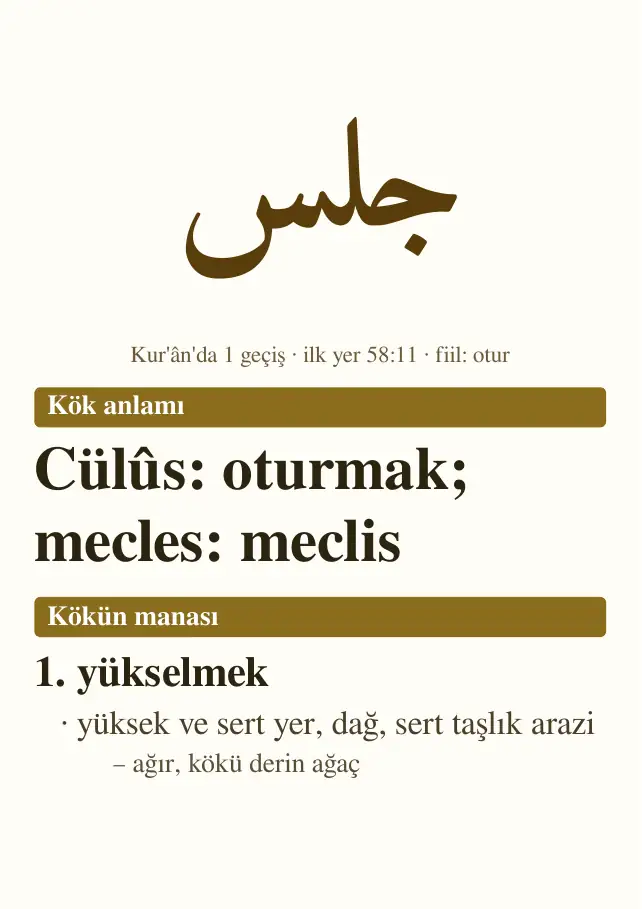 جلس
Kur'ân'da 1 geçiş · ilk yer 58:11 · fiil: otur
Kök anlamı
Cülûs: oturmak;
mecles: meclis
Kökün manası
1. yükselmek
· yüksek ve sert yer, dağ, sert taşlık arazi
– ağır, kökü derin ağaç